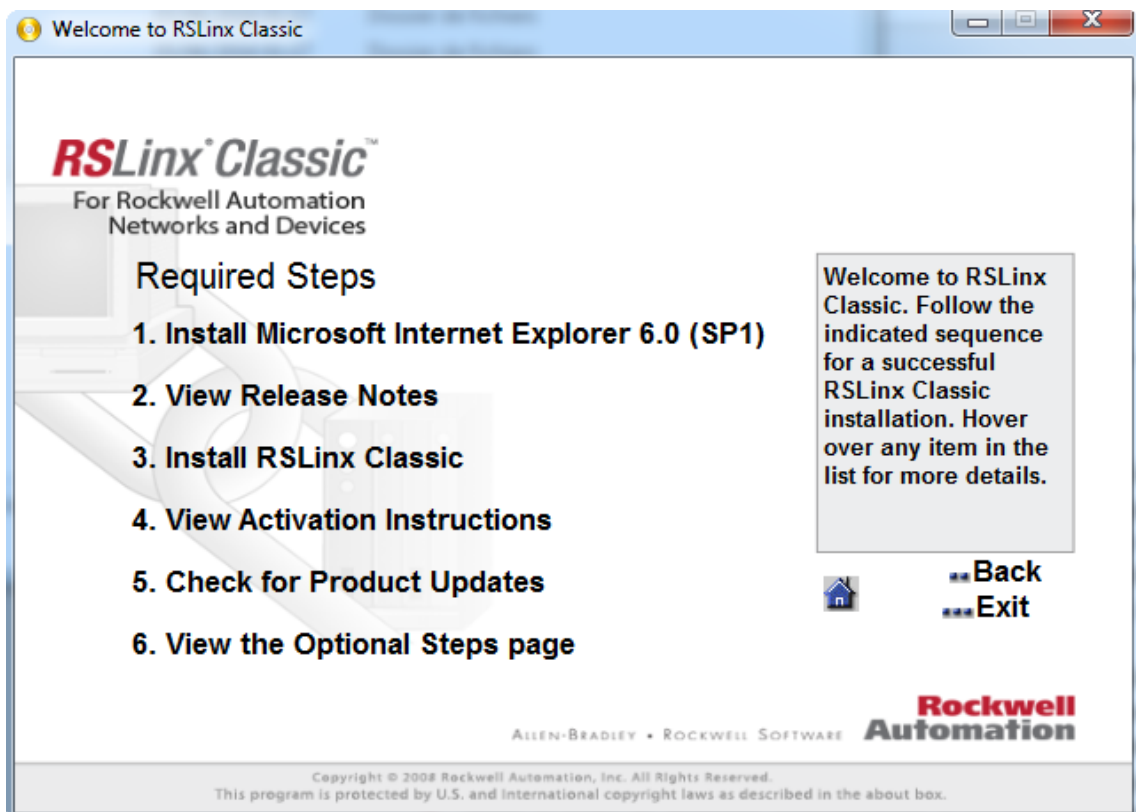 Welcome to RSLinx Classic
RSLinx® Classic™
For Rockwell Automation
Networks and Devices
Required Steps
1. Install Microsoft Internet Explorer 6.0 (SP1)
2. View Release Notes
3. Install RSLinx Classic
4. View Activation Instructions
5. Check for Product Updates
6. View the Optional Steps page
Welcome to RSLinx
Classic. Follow the
indicated sequence
for a successful
RSLinx Classic
installation. Hover
over any item in the
list for more details.
Back
Exit
ALLEN-BRADLEY • ROCKWELL SOFTWARE
Rockwell
Automation
Copyright © 2008 Rockwell Automation, Inc. All Rights Reserved.
This program is protected by U.S. and International copyright laws as described in the about box.